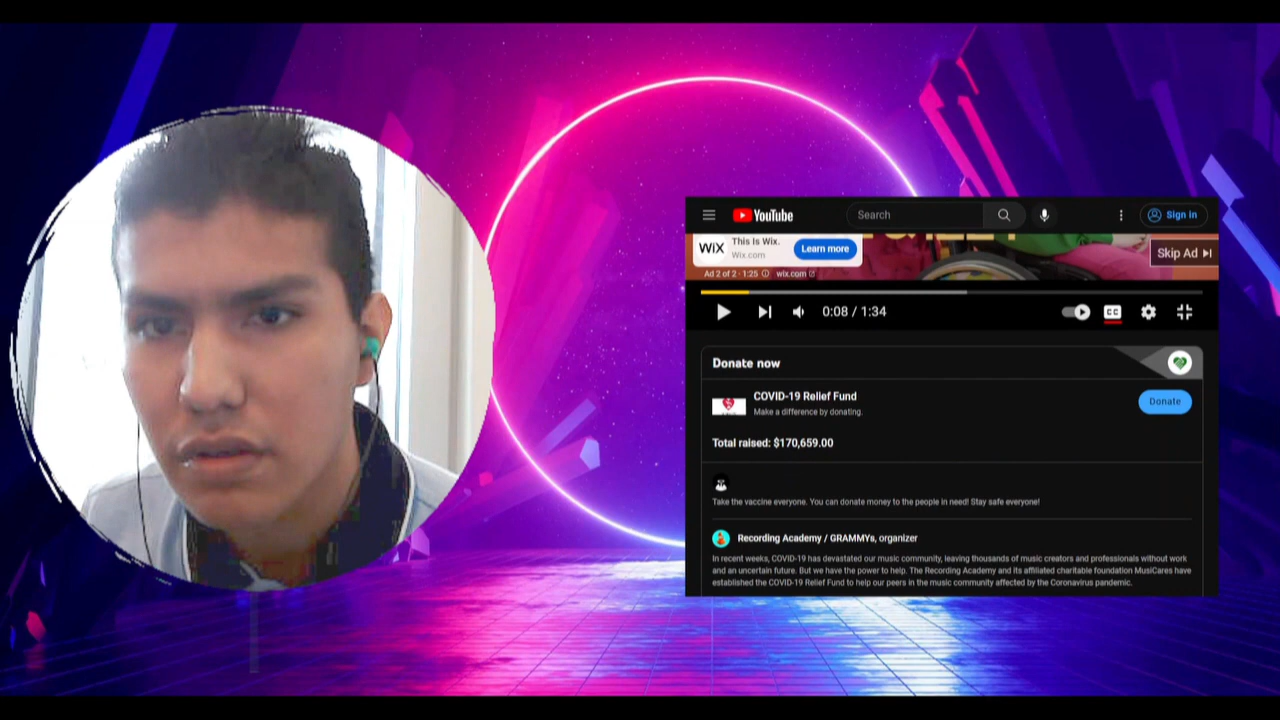 YouTube
Search
Sign in
WiX
This Is Wix.
Wix.com
Learn more
Skip Ad
Ad 2 of 2 · 1:25
wix.com
0:08 / 1:34
CC
Donate now
COVID-19 Relief Fund
Make a difference by donating.
Donate
Total raised: $170,659.00
Take the vaccine everyone. You can donate money to the people in need! Stay safe everyone!
Recording Academy / GRAMMYs, organizer
In recent weeks, COVID-19 has devastated our music community, leaving thousands of music creators and professionals without work
and an uncertain future. But we have the power to help. The Recording Academy and its affiliated charitable foundation MusiCares have
established the COVID-19 Relief Fund to help our peers in the music community affected by the Coronavirus pandemic.